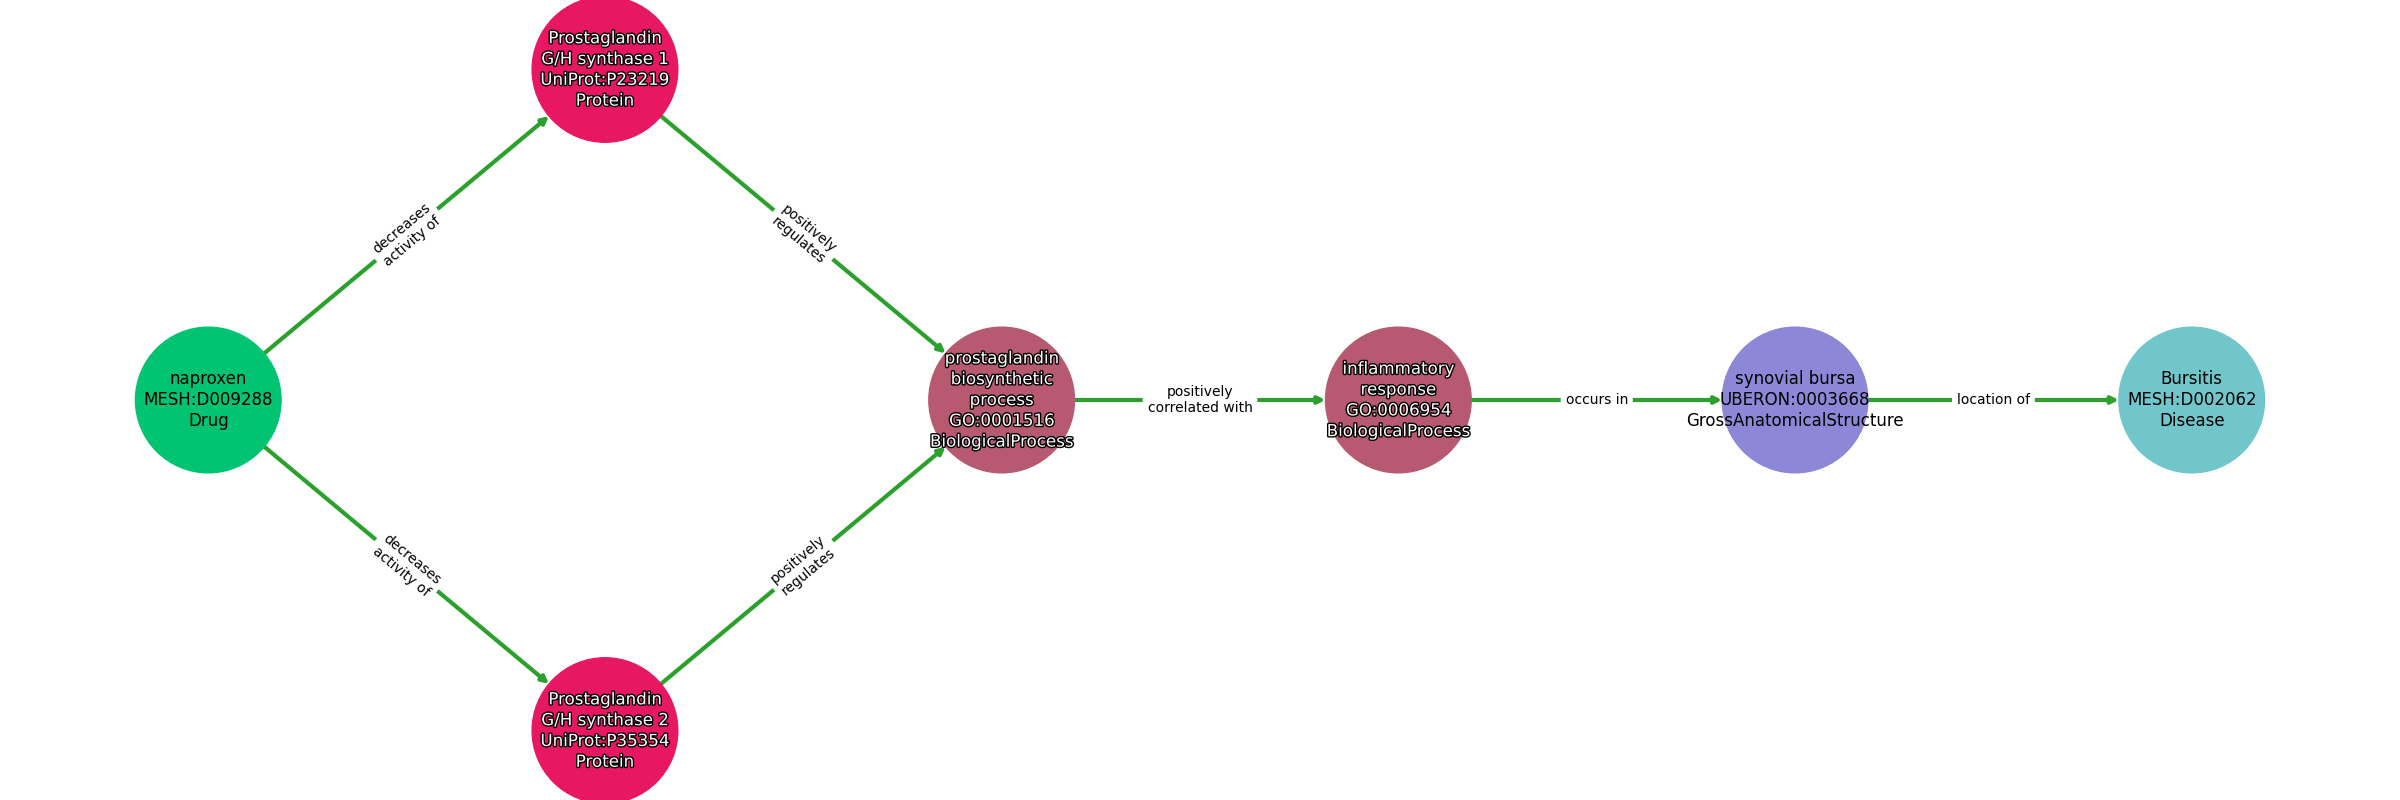 Prostaglandin
G/H synthase 1
UniProt:P23219
Protein
decreases
activity of
positively
regulates
naproxen
MESH:D009288
Drug
prostaglandin
biosynthetic
process
GO:0001516
BiologicalProcess
positively
correlated with
inflammatory
response
GO:0006954
BiologicalProcess
occurs in
synovial bursa
UBERON:0003668
GrossAnatomicalStructure
location of
Bursitis
MESH:D002062
Disease
decreases
activity of
positively
regulates
Prostaglandin
G/H synthase 2
UniProt:P35354
Protein